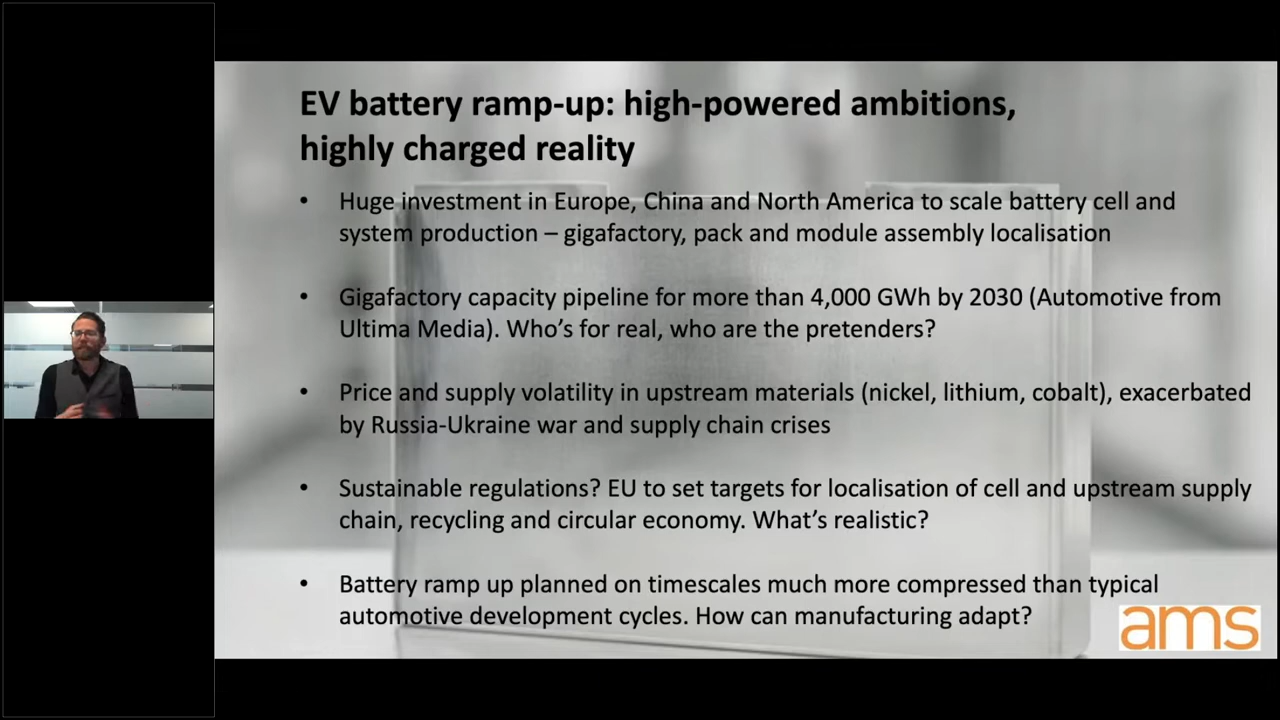 EV battery ramp-up: high-powered ambitions,
highly charged reality
• Huge investment in Europe, China and North America to scale battery cell and
system production – gigafactory, pack and module assembly localisation
• Gigafactory capacity pipeline for more than 4,000 GWh by 2030 (Automotive from
Ultima Media). Who’s for real, who are the pretenders?
• Price and supply volatility in upstream materials (nickel, lithium, cobalt), exacerbated
by Russia-Ukraine war and supply chain crises
• Sustainable regulations? EU to set targets for localisation of cell and upstream supply
chain, recycling and circular economy. What’s realistic?
• Battery ramp up planned on timescales much more compressed than typical
automotive development cycles. How can manufacturing adapt?
ams